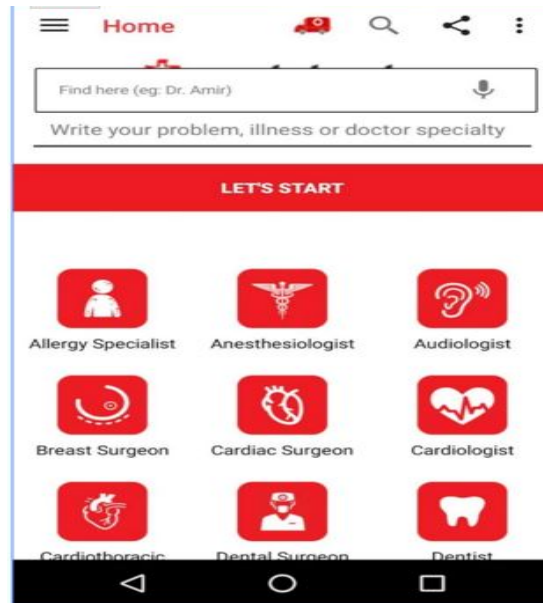 Home
Find here (eg: Dr. Amir)
Write your problem, illness or doctor specialty
LET'S START
Allergy Specialist Anesthesiologist Audiologist
Breast Surgeon Cardiac Surgeon Cardiologist
Cardiothoracic Dental Surgeon Dentist